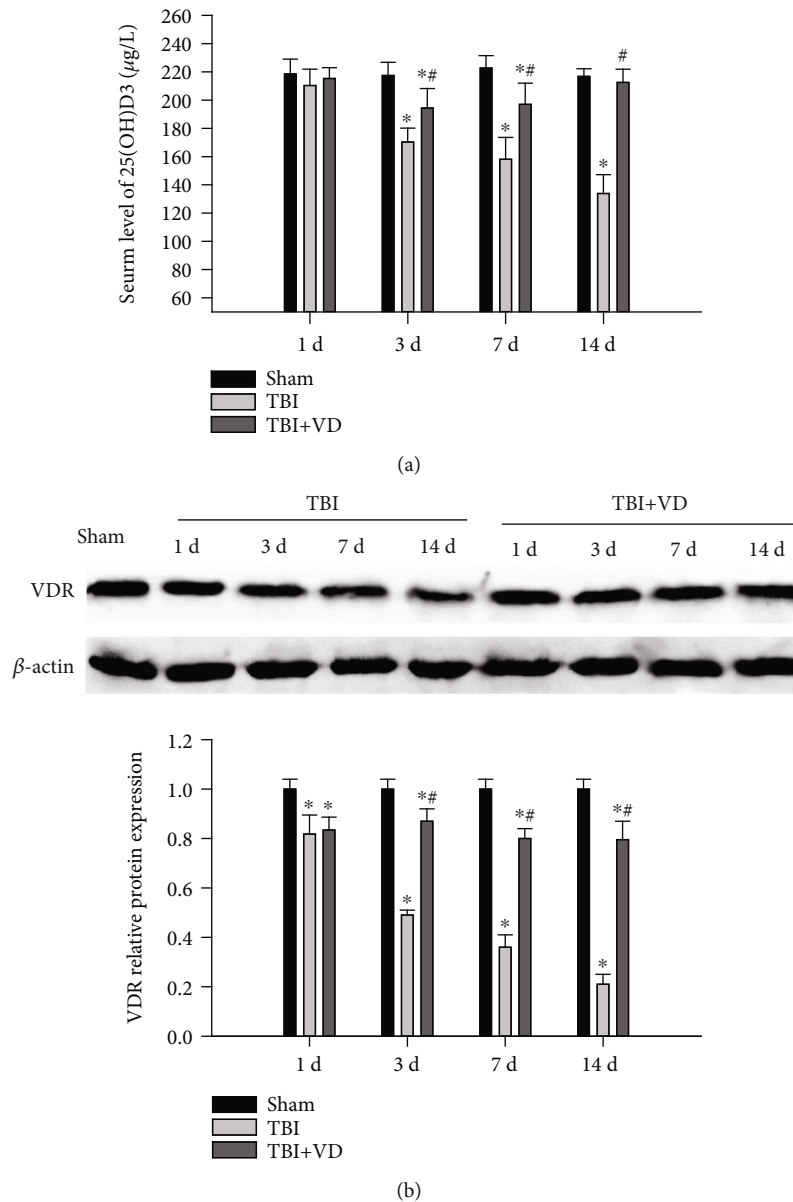 Seurm level of 25(OH)D3 (μg/L)
260
240
220
200
180
160
140
120
100
80
60
*
*#
*
*#
*
#
1 d
3 d
7 d
14 d
Sham
TBI
TBI+VD
(a)
TBI
TBI+VD
Sham
1 d
3 d
7 d
14 d
1 d
3 d
7 d
14 d
VDR
β-actin
VDR relative protein expression
1.2
1.0
0.8
0.6
0.4
0.2
0.0
*
*
*
*#
*
*#
*
*#
1 d
3 d
7 d
14 d
Sham
TBI
TBI+VD
(b)